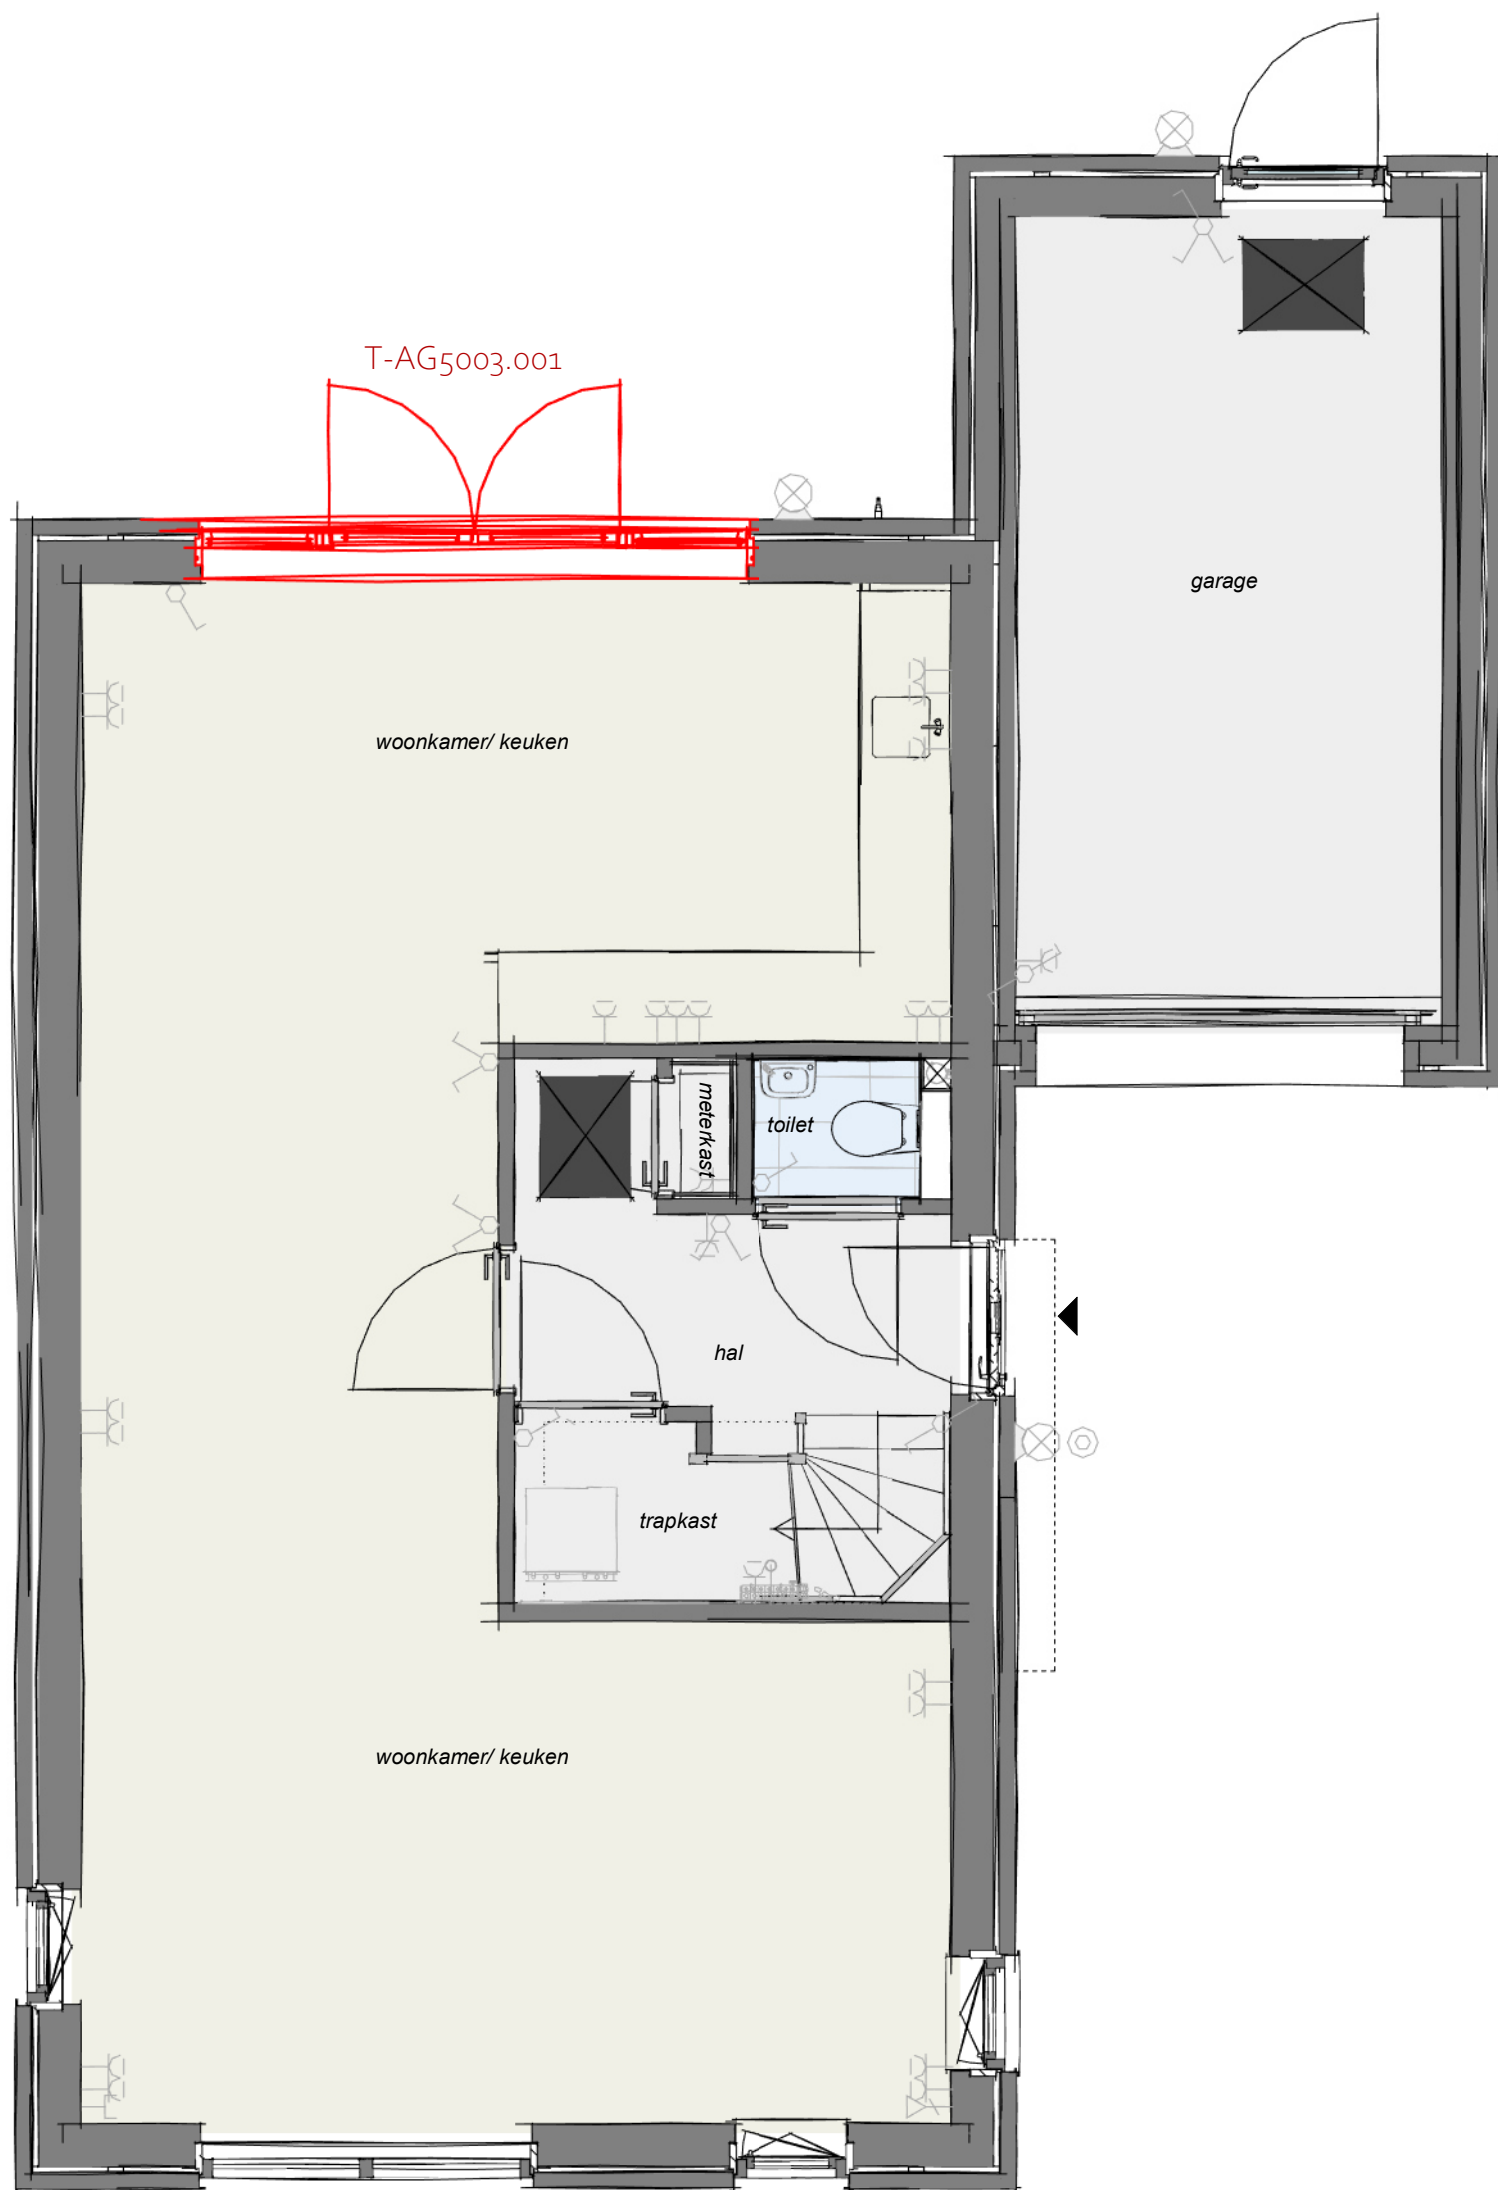 T-AG5003.001
garage
woonkamer/ keuken
meterkast
toilet
hal
trapkast
woonkamer/ keuken